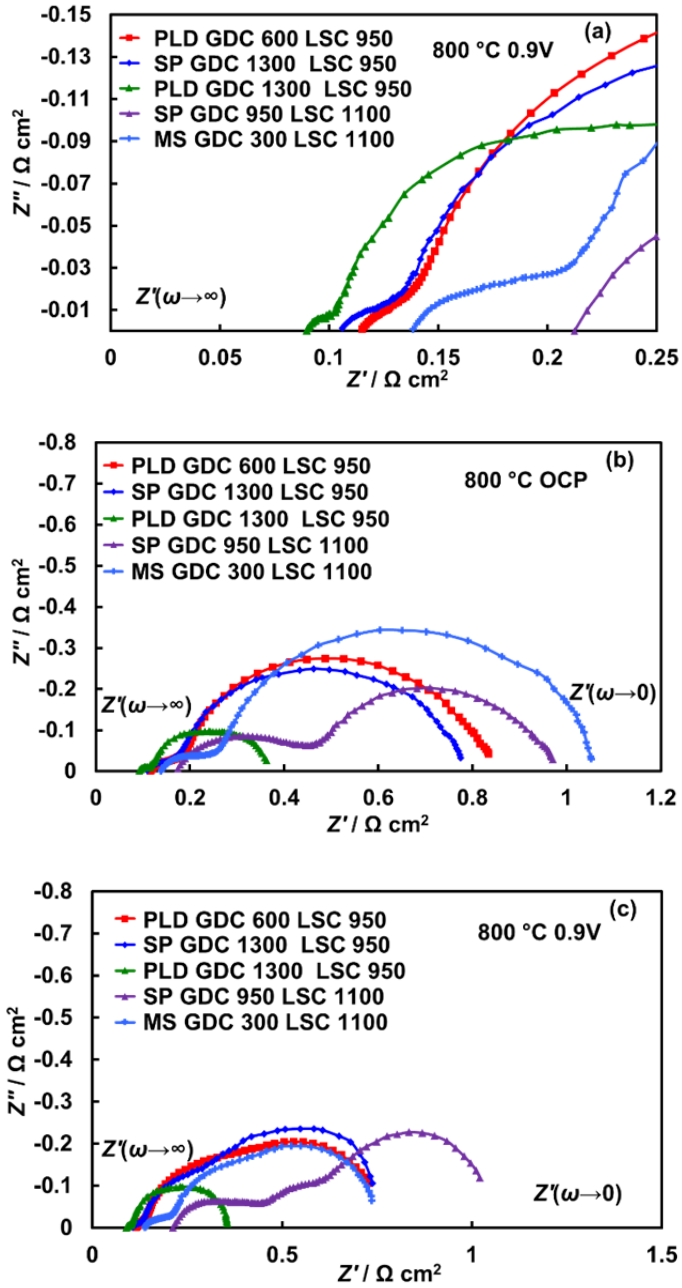 (a)
800 °C 0.9V
PLD GDC 600 LSC 950
SP GDC 1300 LSC 950
PLD GDC 1300 LSC 950
SP GDC 950 LSC 1100
MS GDC 300 LSC 1100
Z'(ω→∞)
-0.15
-0.13
-0.11
-0.09
-0.07
-0.05
-0.03
-0.01
Z'' / Ω cm²
0 0.05 0.1 0.15 0.2 0.25
Z' / Ω cm²
(b)
800 °C OCP
PLD GDC 600 LSC 950
SP GDC 1300 LSC 950
PLD GDC 1300 LSC 950
SP GDC 950 LSC 1100
MS GDC 300 LSC 1100
Z'(ω→∞)
Z'(ω→0)
-0.8
-0.7
-0.6
-0.5
-0.4
-0.3
-0.2
-0.1
0
Z'' / Ω cm²
0 0.2 0.4 0.6 0.8 1 1.2
Z' / Ω cm²
(c)
800 °C 0.9V
PLD GDC 600 LSC 950
SP GDC 1300 LSC 950
PLD GDC 1300 LSC 950
SP GDC 950 LSC 1100
MS GDC 300 LSC 1100
Z'(ω→∞)
Z'(ω→0)
-0.8
-0.7
-0.6
-0.5
-0.4
-0.3
-0.2
-0.1
0
Z'' / Ω cm²
0 0.5 1 1.5
Z' / Ω cm²